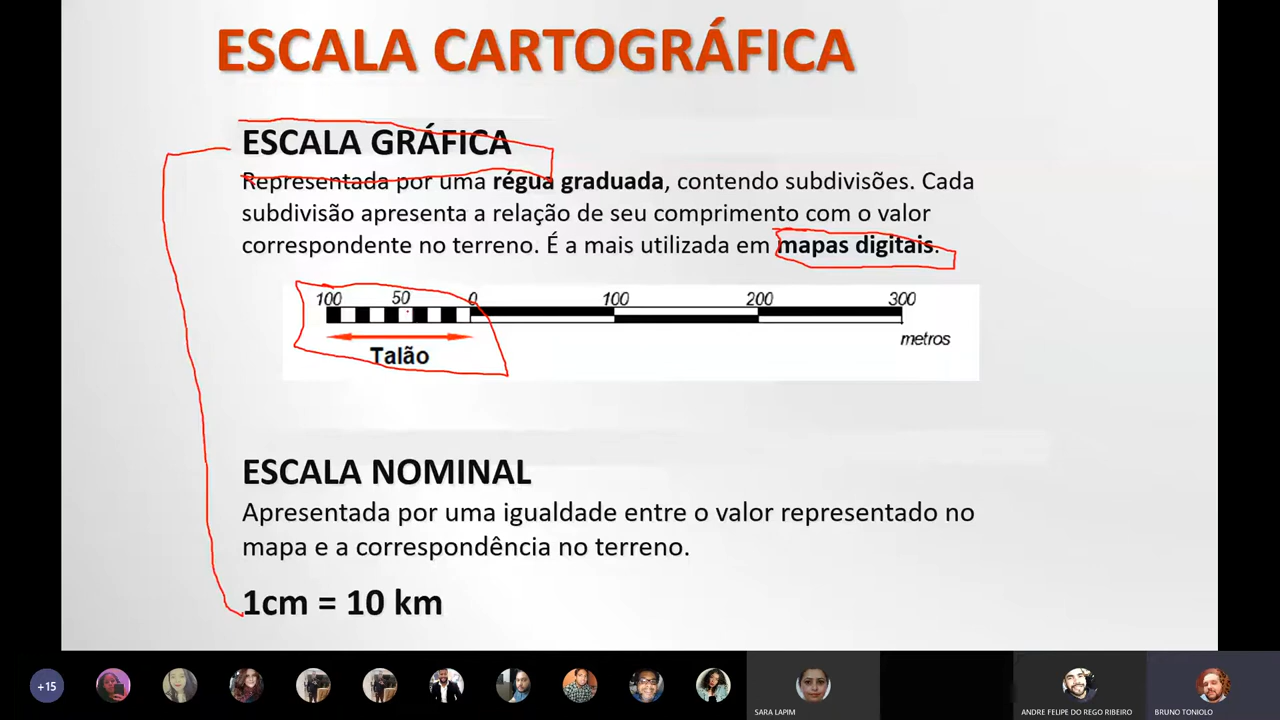 ESCALA CARTOGRÁFICA
ESCALA GRÁFICA
Representada por uma régua graduada, contendo subdivisões. Cada
subdivisão apresenta a relação de seu comprimento com o valor
correspondente no terreno. É a mais utilizada em mapas digitais.
100 50 0 100 200 300
metros
Talão
ESCALA NOMINAL
Apresentada por uma igualdade entre o valor representado no
mapa e a correspondência no terreno.
1cm = 10 km
+15
SARA LAPIM
ANDRE FELIPE DO REGO RIBEIRO
BRUNO TONIOLO